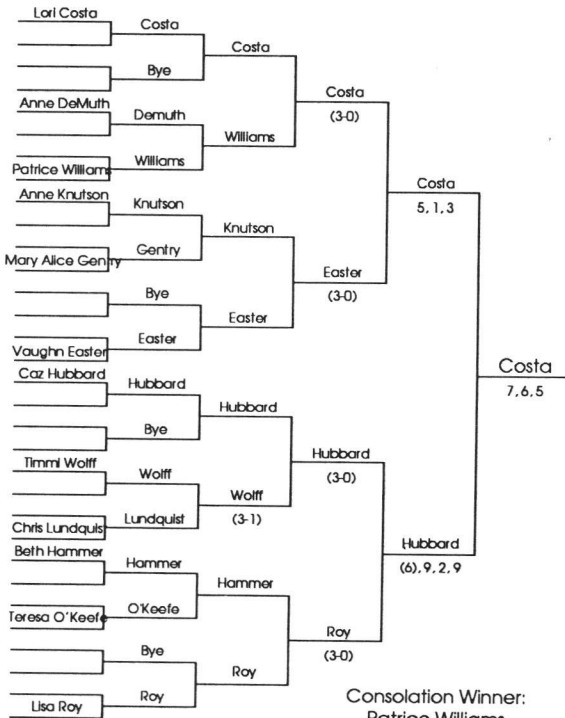 Lori Costa
Costa
Costa
Bye
Costa
(3-0)
Anne DeMuth
Demuth
Williams
Patrice Williams
Williams
Costa
5, 1, 3
Anne Knutson
Knutson
Knutson
Mary Alice Gentry
Gentry
Easter
(3-0)
Bye
Easter
Vaughn Easter
Easter
Costa
7, 6, 5
Caz Hubbard
Hubbard
Hubbard
Bye
Hubbard
(3-0)
Timmi Wolff
Wolff
Wolff
(3-1)
Chris Lundquist
Lundquist
Hubbard
(6), 9, 2, 9
Beth Hammer
Hammer
Hammer
Teresa O'Keefe
O'Keefe
Roy
(3-0)
Bye
Roy
Lisa Roy
Roy
Consolation Winner:
Patrice Williams